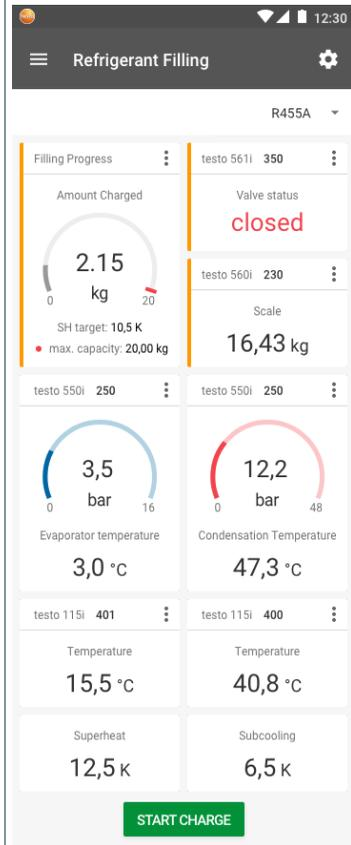 12:30
Refrigerant Filling
R455A
Filling Progress
Amount Charged
2.15
kg
0 20
SH target: 10,5 K
max. capacity: 20,00 kg
testo 561i 350
Valve status
closed
testo 560i 230
Scale
16,43 kg
testo 550i 250
3,5
bar
0 16
Evaporator temperature
3,0 °C
testo 550i 250
12,2
bar
0 48
Condensation Temperature
47,3 °C
testo 115i 401
Temperature
15,5 °C
testo 115i 400
Temperature
40,8 °C
Superheat
12,5 K
Subcooling
6,5 K
START CHARGE